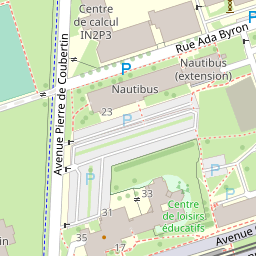 Centre
de calcul
IN2P3
Rue Ada Byron
P
Nautibus
(extension)
Nautibus
23
P
Avenue Pierre de Coubertin
P
33
Centre
de loisirs
éducatifs
31
35
17
Avenue
in